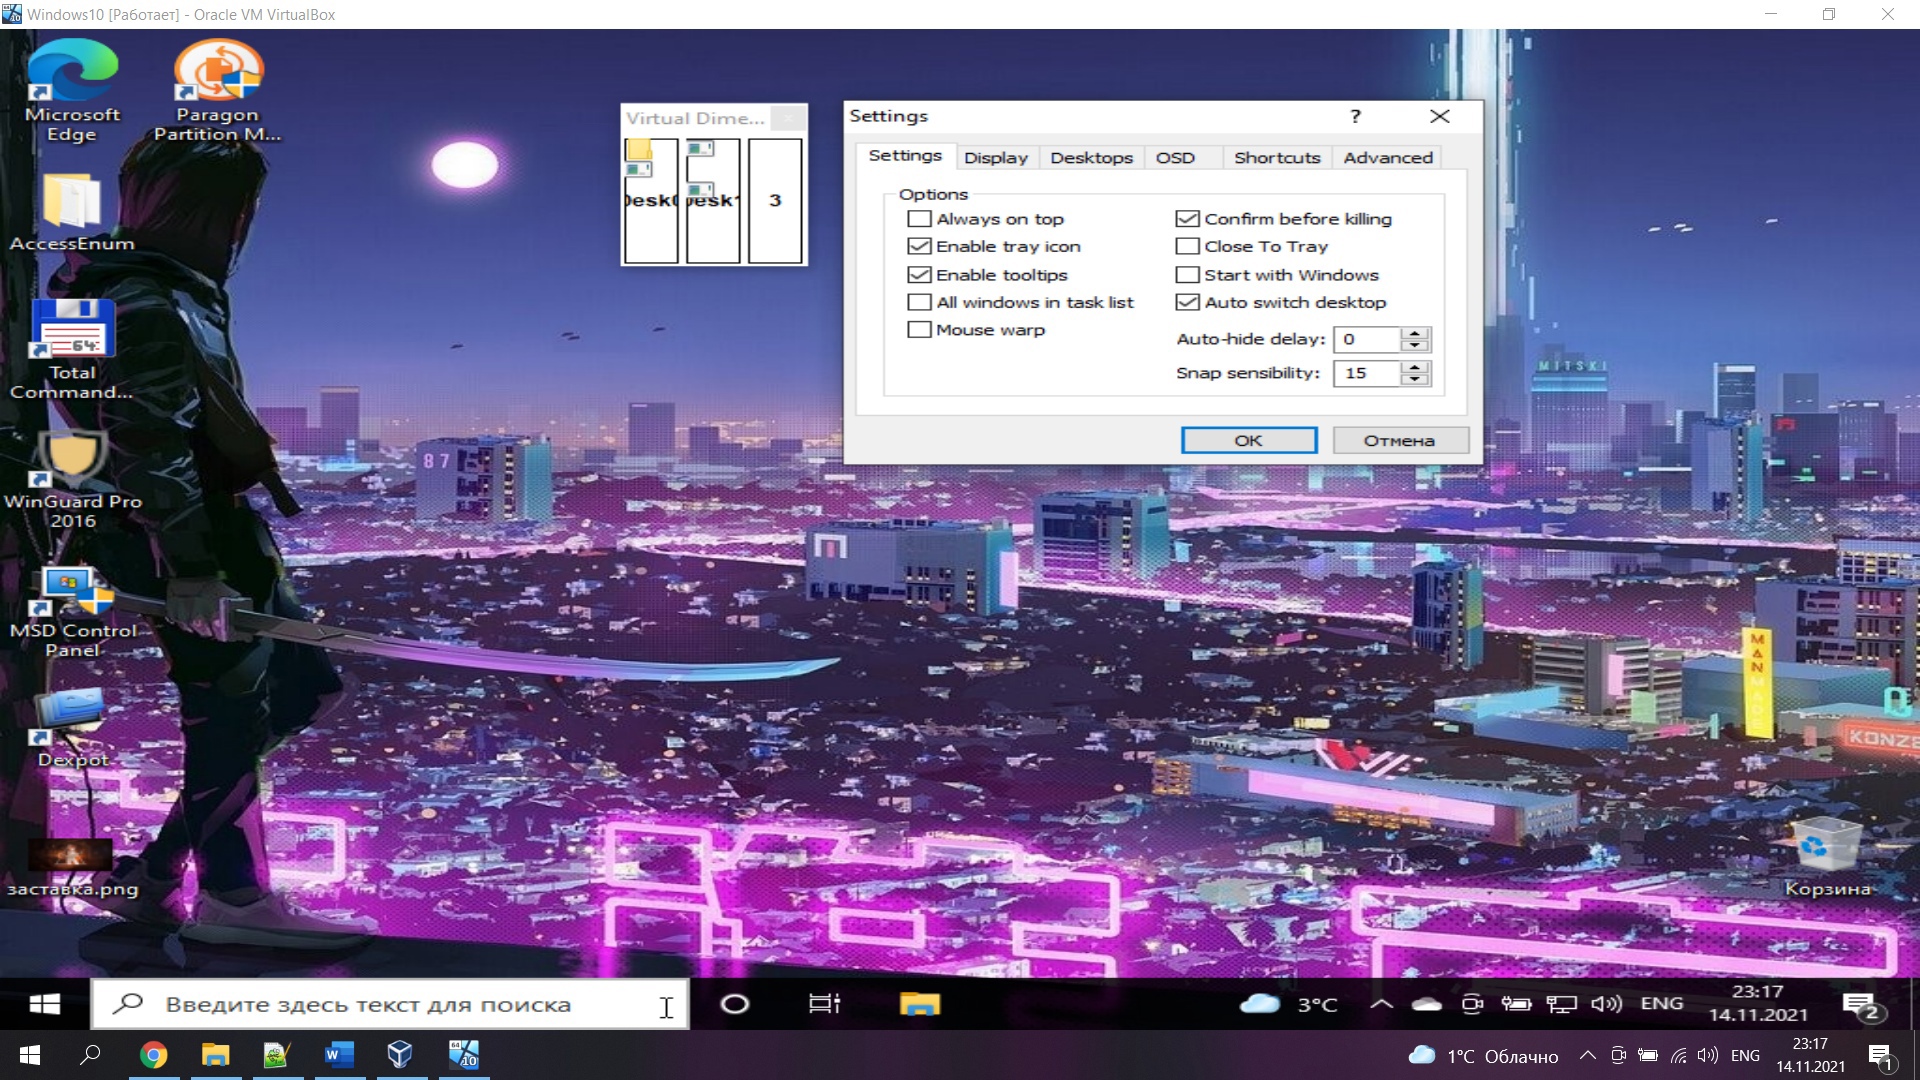 Windows10 [Работает] - Oracle VM VirtualBox
Microsoft
Edge
Paragon
Partition M...
AccessEnum
Total
Command...
WinGuard Pro
2016
MSD Control
Panel
Dexpot
заставка.png
Корзина
Virtual Dime...
3
Settings
?
Settings
Display
Desktops
OSD
Shortcuts
Advanced
Options
Always on top
Enable tray icon
Enable tooltips
All windows in task list
Mouse warp
Confirm before killing
Close To Tray
Start with Windows
Auto switch desktop
Auto-hide delay: 0
Snap sensibility: 15
OK
Отмена
MITSKI
87
MANMADE
KONZE
Введите здесь текст для поиска
3°C
ENG
23:17
14.11.2021
2
1°C Облачно
ENG
23:17
14.11.2021
1